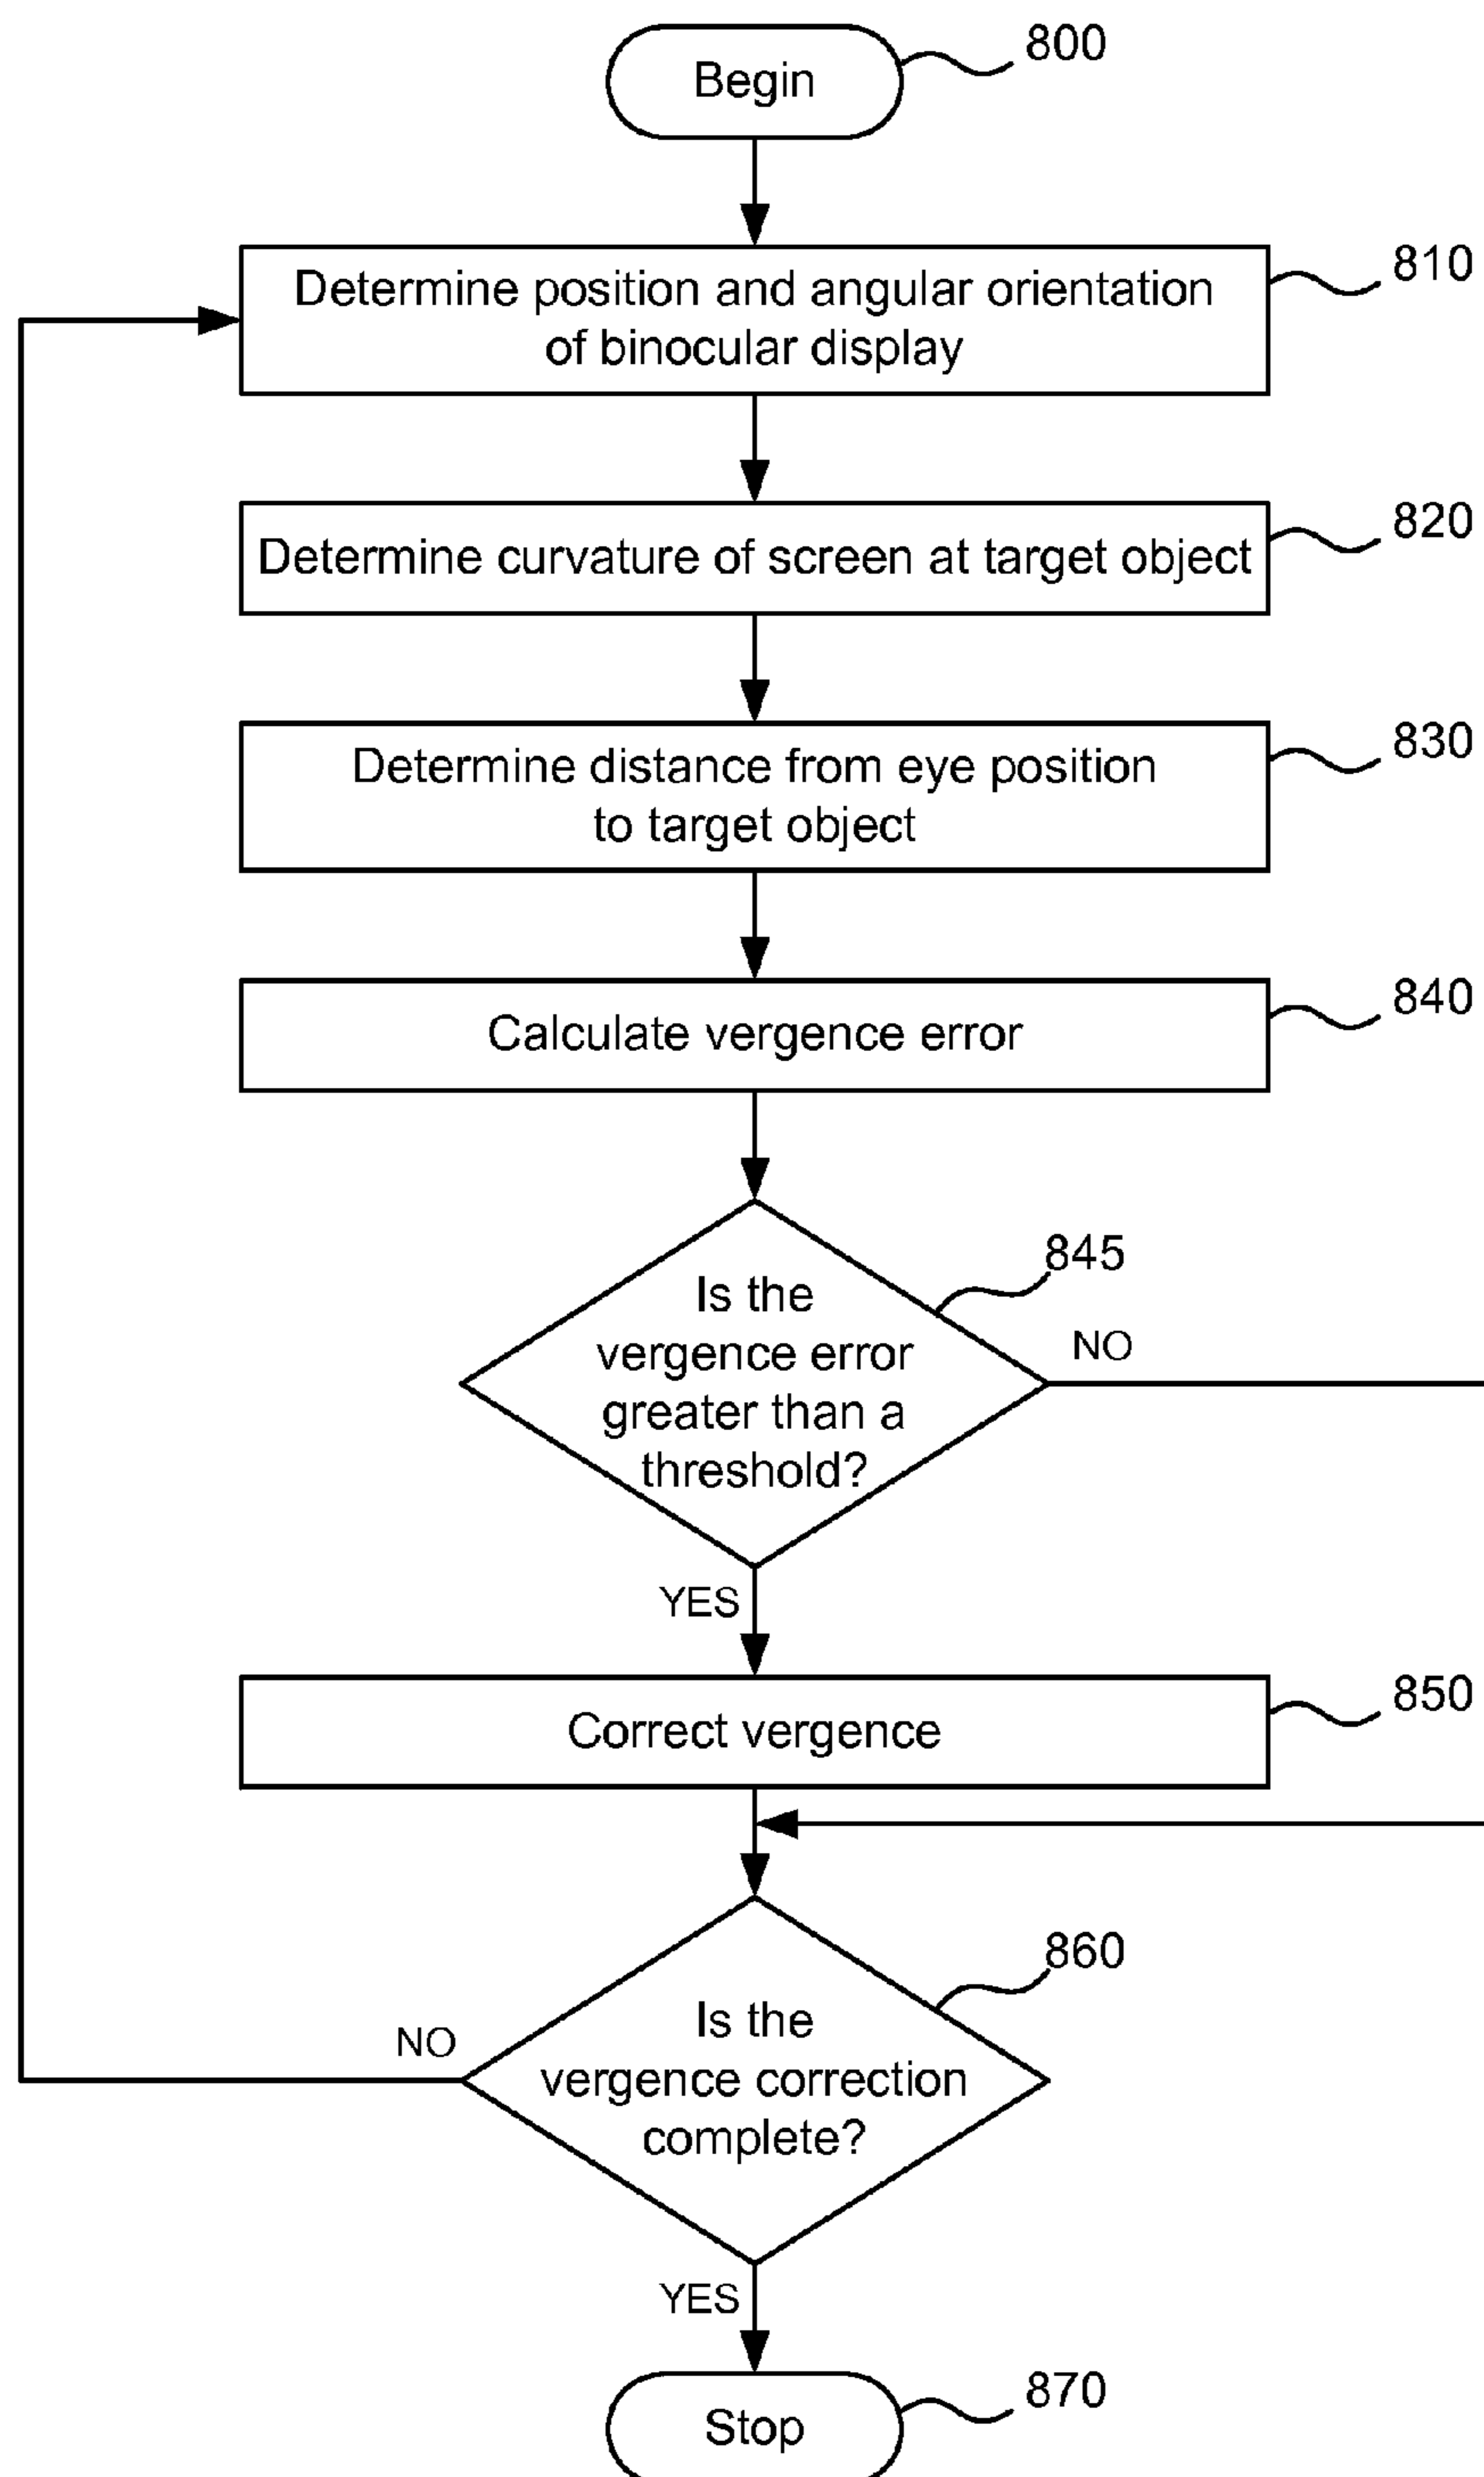 Begin
800
Determine position and angular orientation
of binocular display
810
Determine curvature of screen at target object
820
Determine distance from eye position
to target object
830
Calculate vergence error
840
845
Is the
vergence error
greater than a
threshold?
NO
YES
Correct vergence
850
860
Is the
vergence correction
complete?
NO
YES
Stop
870